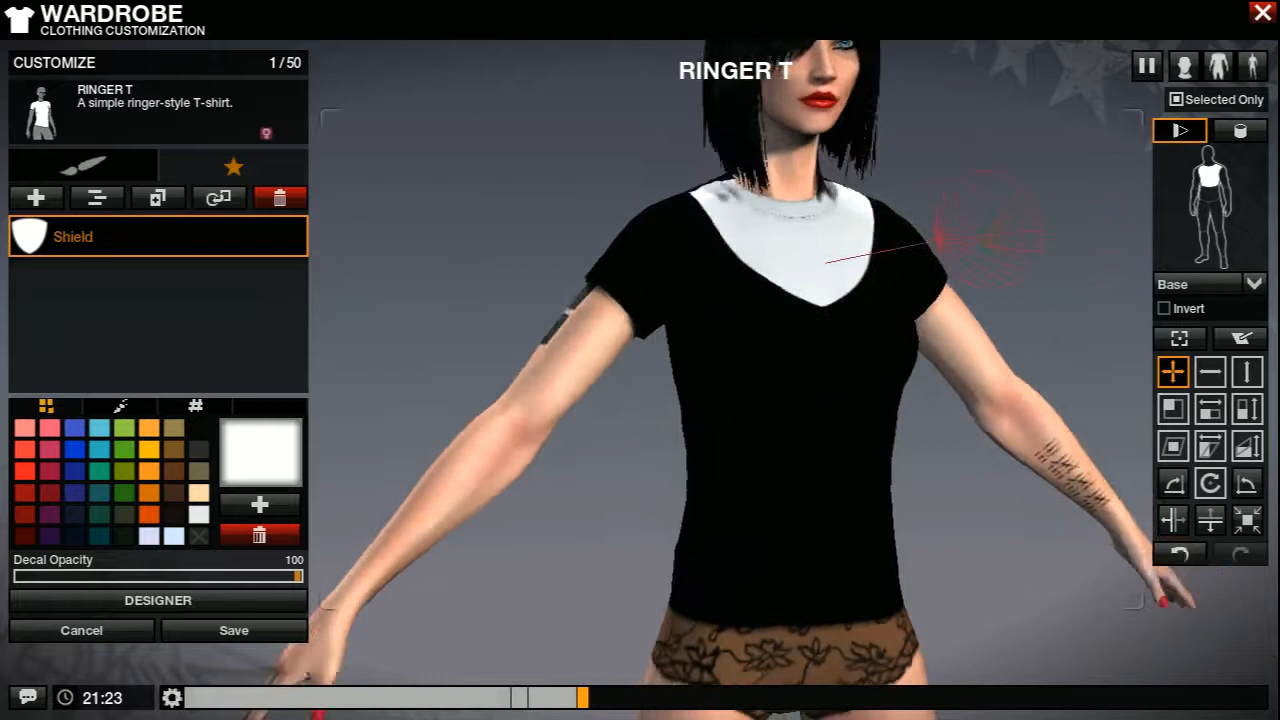 WARDROBE
CLOTHING CUSTOMIZATION
CUSTOMIZE 1/50
RINGER T
A simple ringer-style T-shirt.
RINGER T
Selected Only
Shield
Base
Invert
Decal Opacity 100
DESIGNER
Cancel Save
21:23